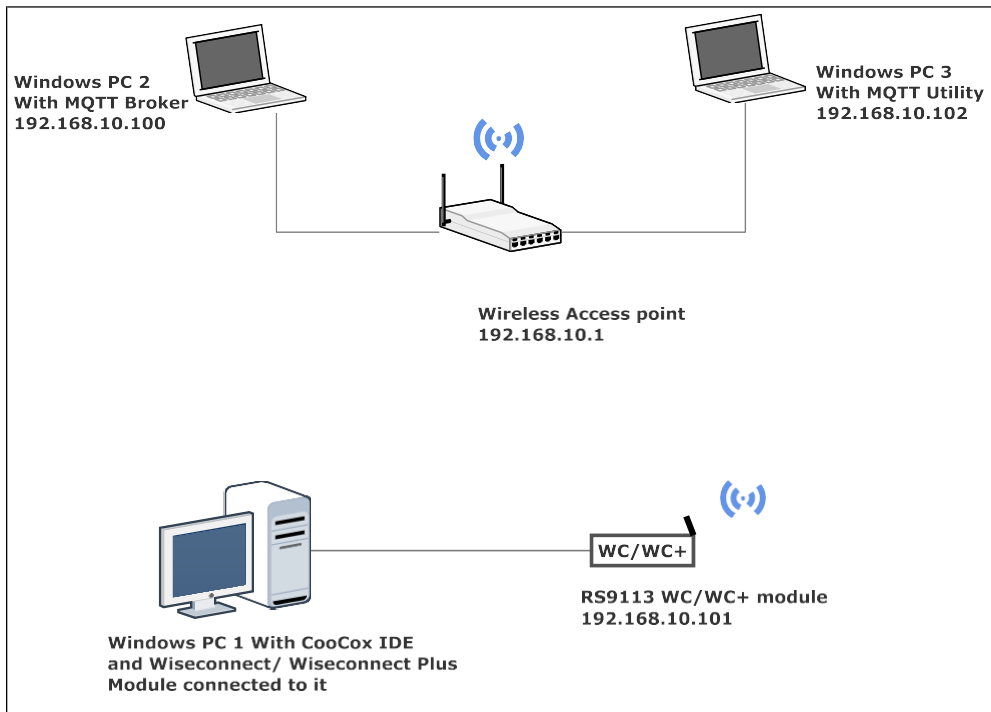 Windows PC 2
With MQTT Broker
192.168.10.100
Windows PC 3
With MQTT Utility
192.168.10.102
Wireless Access point
192.168.10.1
WC/WC+
RS9113 WC/WC+ module
192.168.10.101
Windows PC 1 With CooCox IDE
and Wiseconnect/ Wiseconnect Plus
Module connected to it